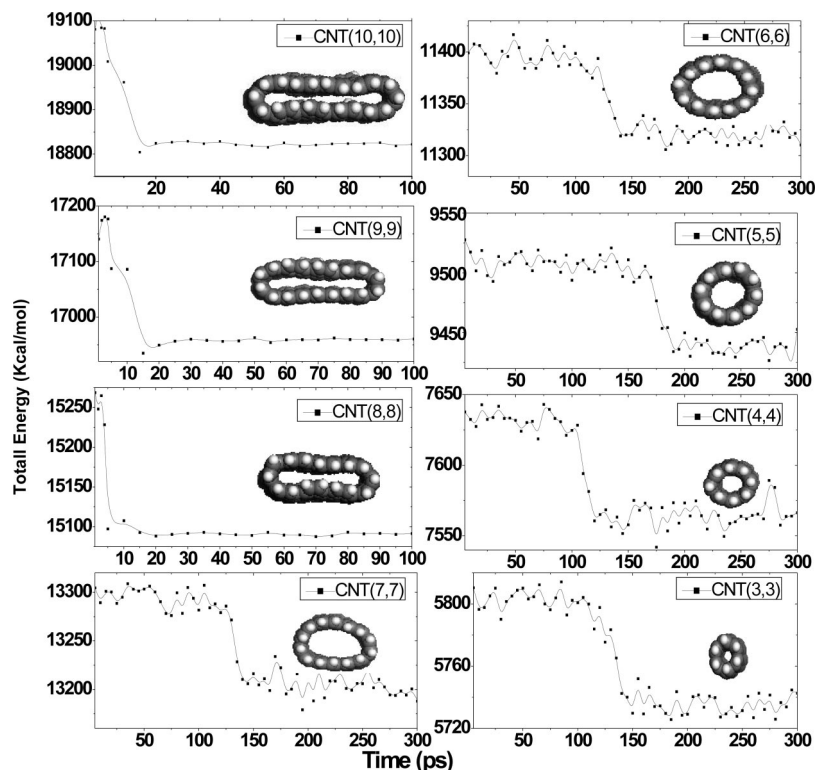 19100
19000
18900
18800
CNT(10,10)
20 40 60 80 100
11400
11350
11300
CNT(6,6)
50 100 150 200 250 300
17200
17100
17000
CNT(9,9)
10 20 30 40 50 60 70 80 90 100
9550
9500
9450
CNT(5,5)
50 100 150 200 250 300
15250
15200
15150
15100
CNT(8,8)
10 20 30 40 50 60 70 80 90 100
7650
7600
7550
CNT(4,4)
50 100 150 200 250 300
13300
13250
13200
CNT(7,7)
50 100 150 200 250 300
5800
5760
5720
CNT(3,3)
50 100 150 200 250 300
Totall Energy (Kcal/mol)
Time (ps)